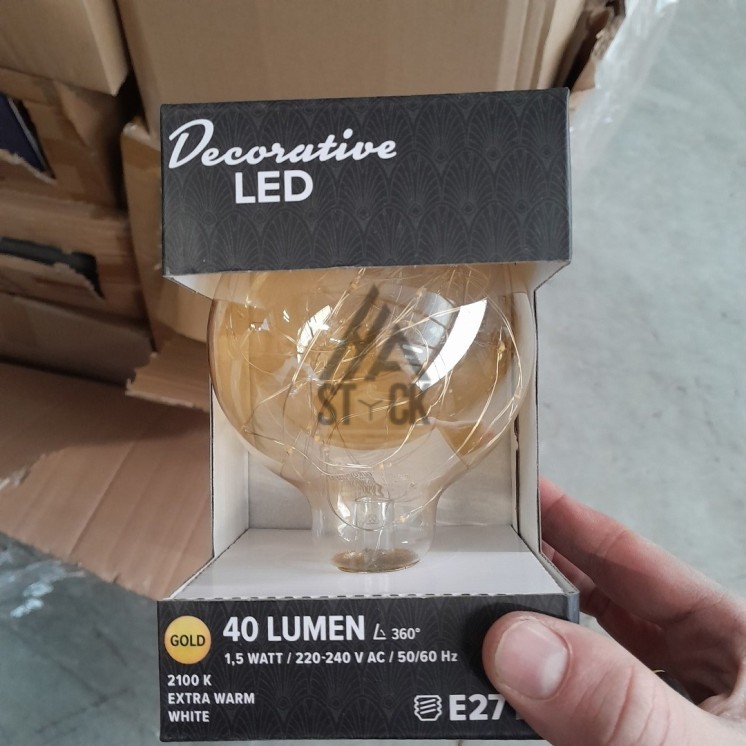 Decorative
LED
STCK
GOLD
40 LUMEN 360°
1,5 WATT / 220-240 V AC / 50/60 Hz
2100 K
EXTRA WARM
WHITE
E27